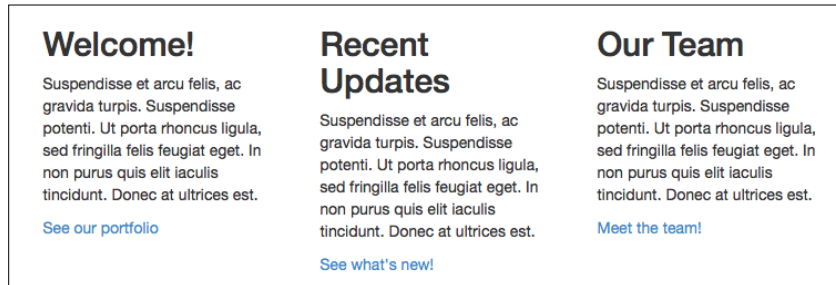 Welcome!
Suspendisse et arcu felis, ac
gravida turpis. Suspendisse
potenti. Ut porta rhoncus ligula,
sed fringilla felis feugiat eget. In
non purus quis elit iaculis
tincidunt. Donec at ultrices est.
See our portfolio
Recent
Updates
Suspendisse et arcu felis, ac
gravida turpis. Suspendisse
potenti. Ut porta rhoncus ligula,
sed fringilla felis feugiat eget. In
non purus quis elit iaculis
tincidunt. Donec at ultrices est.
See what's new!
Our Team
Suspendisse et arcu felis, ac
gravida turpis. Suspendisse
potenti. Ut porta rhoncus ligula,
sed fringilla felis feugiat eget. In
non purus quis elit iaculis
tincidunt. Donec at ultrices est.
Meet the team!